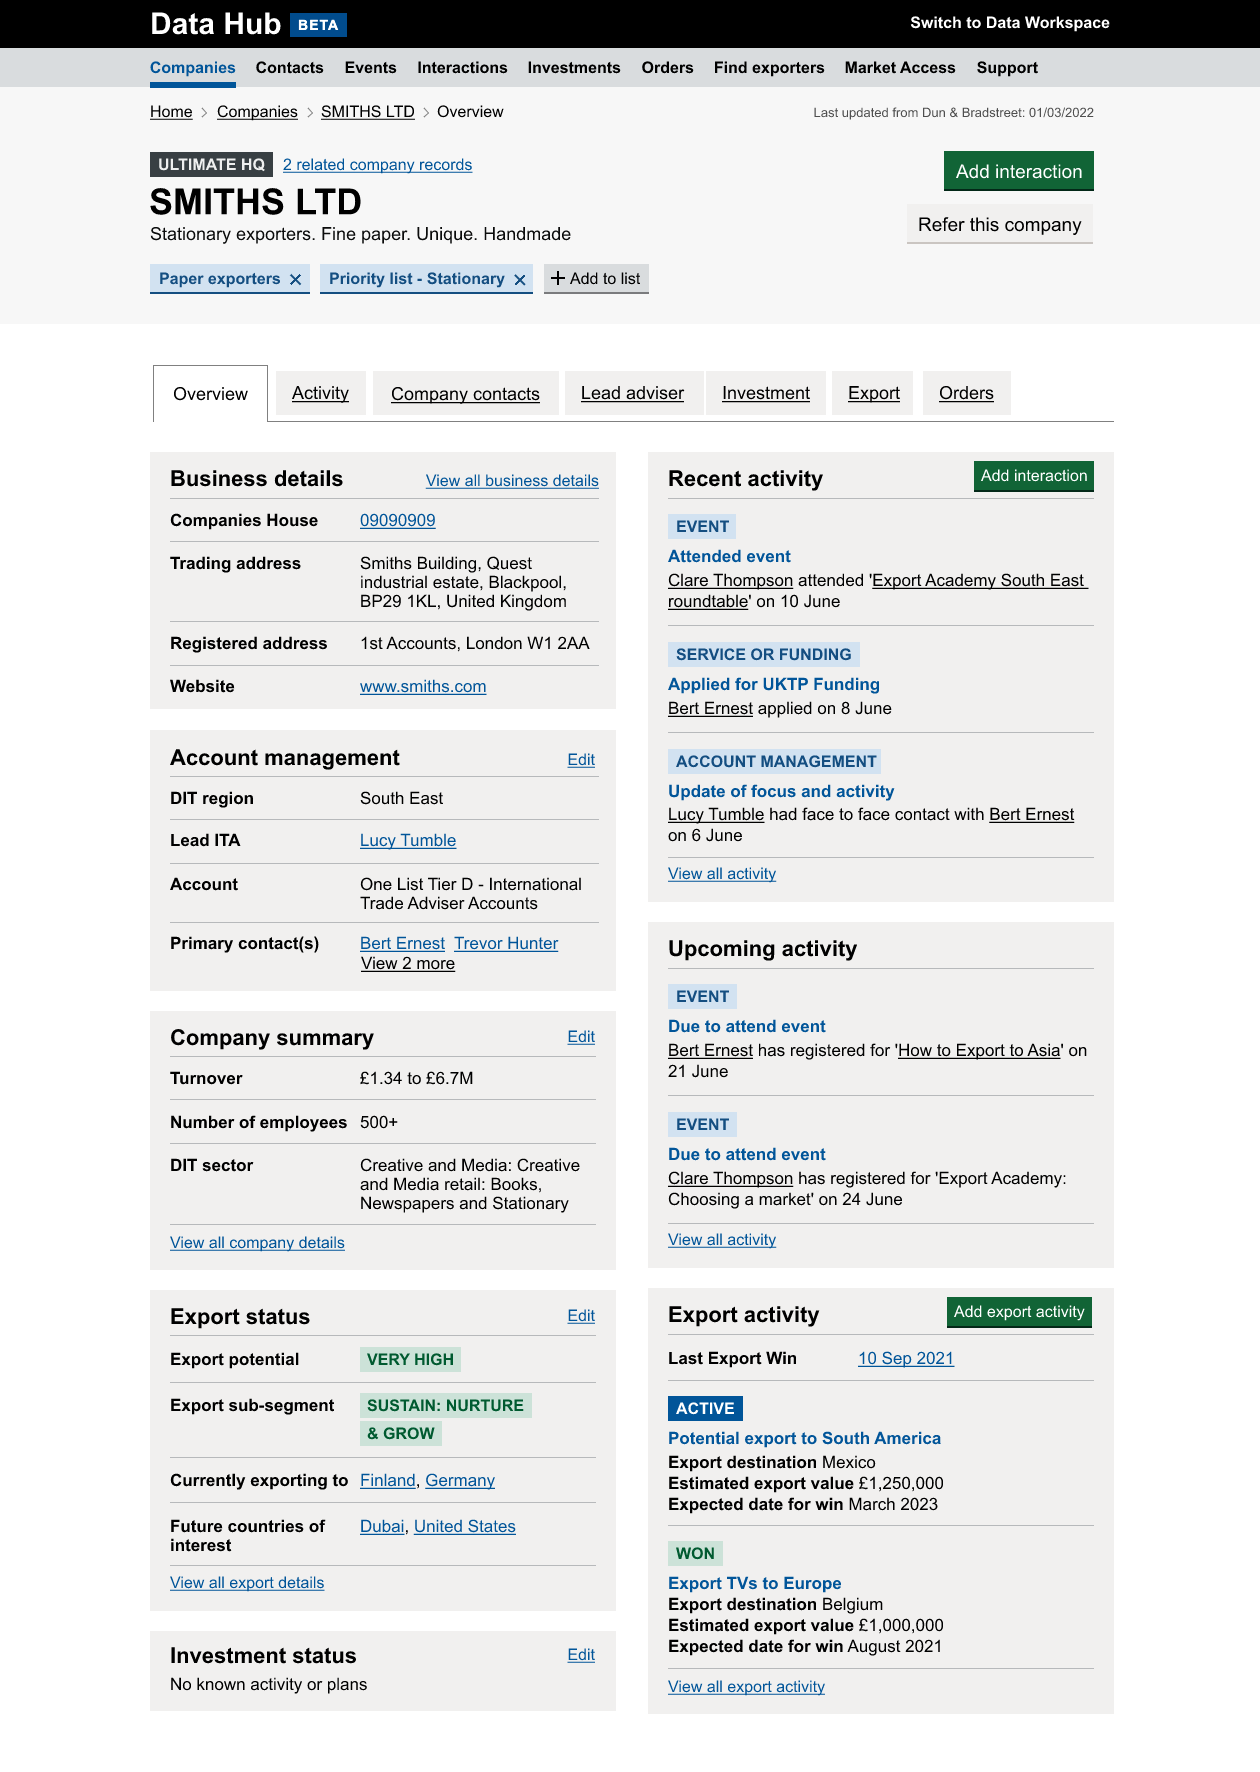 Data Hub BETA
Switch to Data Workspace
Companies Contacts Events Interactions Investments Orders Find exporters Market Access Support
Home > Companies > SMITHS LTD > Overview
Last updated from Dun & Bradstreet: 01/03/2022
ULTIMATE HQ 2 related company records
SMITHS LTD
Stationary exporters. Fine paper. Unique. Handmade
Add interaction
Refer this company
Paper exporters × Priority list - Stationary × + Add to list
Overview Activity Company contacts Lead adviser Investment Export Orders
Business details View all business details
Companies House 09090909
Trading address Smiths Building, Quest
industrial estate, Blackpool,
BP29 1KL, United Kingdom
Registered address 1st Accounts, London W1 2AA
Website www.smiths.com
Account management Edit
DIT region South East
Lead ITA Lucy Tumble
Account One List Tier D - International
Trade Adviser Accounts
Primary contact(s) Bert Ernest Trevor Hunter
View 2 more
Company summary Edit
Turnover £1.34 to £6.7M
Number of employees 500+
DIT sector Creative and Media: Creative
and Media retail: Books,
Newspapers and Stationary
View all company details
Export status Edit
Export potential VERY HIGH
Export sub-segment SUSTAIN: NURTURE
& GROW
Currently exporting to Finland, Germany
Future countries of Dubai, United States
interest
View all export details
Investment status Edit
No known activity or plans
Recent activity Add interaction
EVENT
Attended event
Clare Thompson attended 'Export Academy South East
roundtable' on 10 June
SERVICE OR FUNDING
Applied for UKTP Funding
Bert Ernest applied on 8 June
ACCOUNT MANAGEMENT
Update of focus and activity
Lucy Tumble had face to face contact with Bert Ernest
on 6 June
View all activity
Upcoming activity
EVENT
Due to attend event
Bert Ernest has registered for 'How to Export to Asia' on
21 June
EVENT
Due to attend event
Clare Thompson has registered for 'Export Academy:
Choosing a market' on 24 June
View all activity
Export activity Add export activity
Last Export Win 10 Sep 2021
ACTIVE
Potential export to South America
Export destination Mexico
Estimated export value £1,250,000
Expected date for win March 2023
WON
Export TVs to Europe
Export destination Belgium
Estimated export value £1,000,000
Expected date for win August 2021
View all export activity